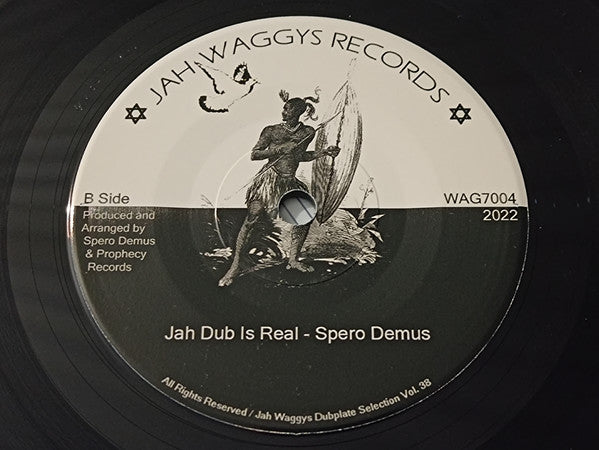 JAH WAGGYS RECORDS
B Side
Produced and
Arranged by
Spero Demus
& Prophecy
Records
WAG7004
2022
Jah Dub Is Real - Spero Demus
All Rights Reserved / Jah Waggys Dubplate Selection Vol. 38